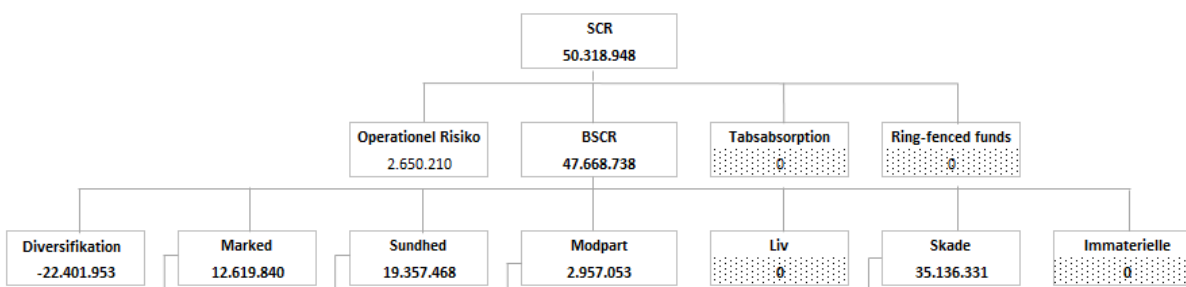 SCR
50.318.948
Operationel Risiko
2.650.210
BSCR
47.668.738
Tabsabsorption
0
Ring-fenced funds
0
Diversifikation
-22.401.953
Marked
12.619.840
Sundhed
19.357.468
Modpart
2.957.053
Liv
0
Skade
35.136.331
Immaterielle
0